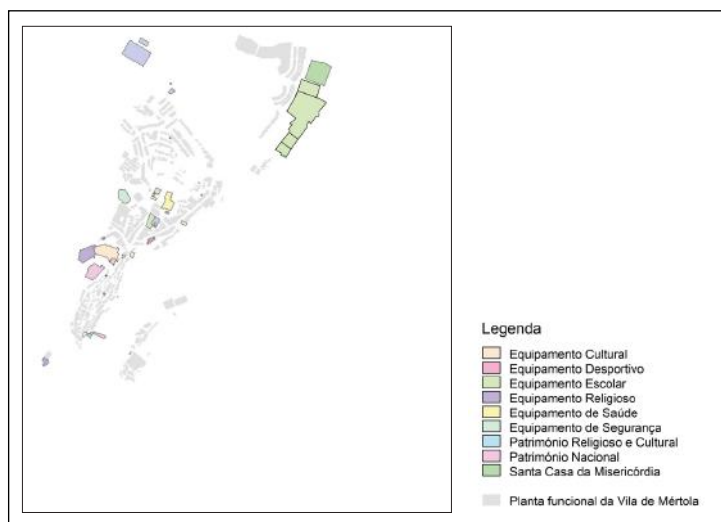 Legenda
Equipamento Cultural
Equipamento Desportivo
Equipamento Escolar
Equipamento Religioso
Equipamento de Saúde
Equipamento de Segurança
Património Religioso e Cultural
Património Nacional
Santa Casa da Misericórdia
Planta funcional da Vila de Mértola